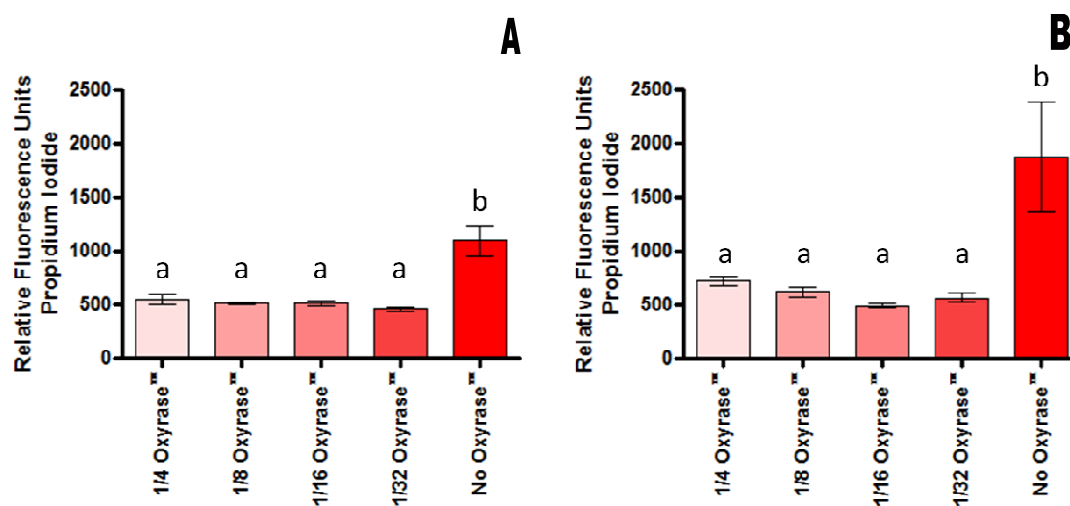 A
Relative Fluorescence Units
Propidium Iodide
2500
2000
1500
1000
500
0
a
a
a
a
b
1/4 Oxyrase™
1/8 Oxyrase™
1/16 Oxyrase™
1/32 Oxyrase™
No Oxyrase™
B
Relative Fluorescence Units
Propidium Iodide
2500
2000
1500
1000
500
0
a
a
a
a
b
1/4 Oxyrase™
1/8 Oxyrase™
1/16 Oxyrase™
1/32 Oxyrase™
No Oxyrase™